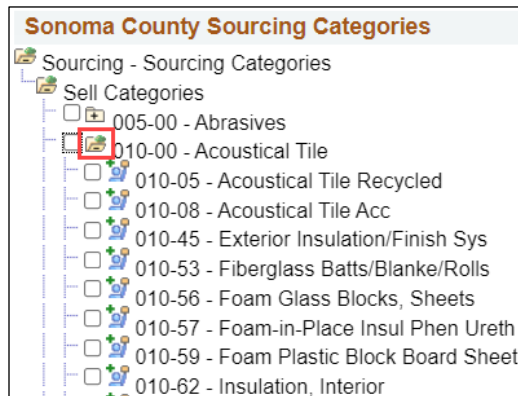 Sonoma County Sourcing Categories
Sourcing - Sourcing Categories
Sell Categories
005-00 - Abrasives
010-00 - Acoustical Tile
010-05 - Acoustical Tile Recycled
010-08 - Acoustical Tile Acc
010-45 - Exterior Insulation/Finish Sys
010-53 - Fiberglass Batts/Blanke/Rolls
010-56 - Foam Glass Blocks, Sheets
010-57 - Foam-in-Place Insul Phen Ureth
010-59 - Foam Plastic Block Board Sheet
010-62 - Insulation, Interior